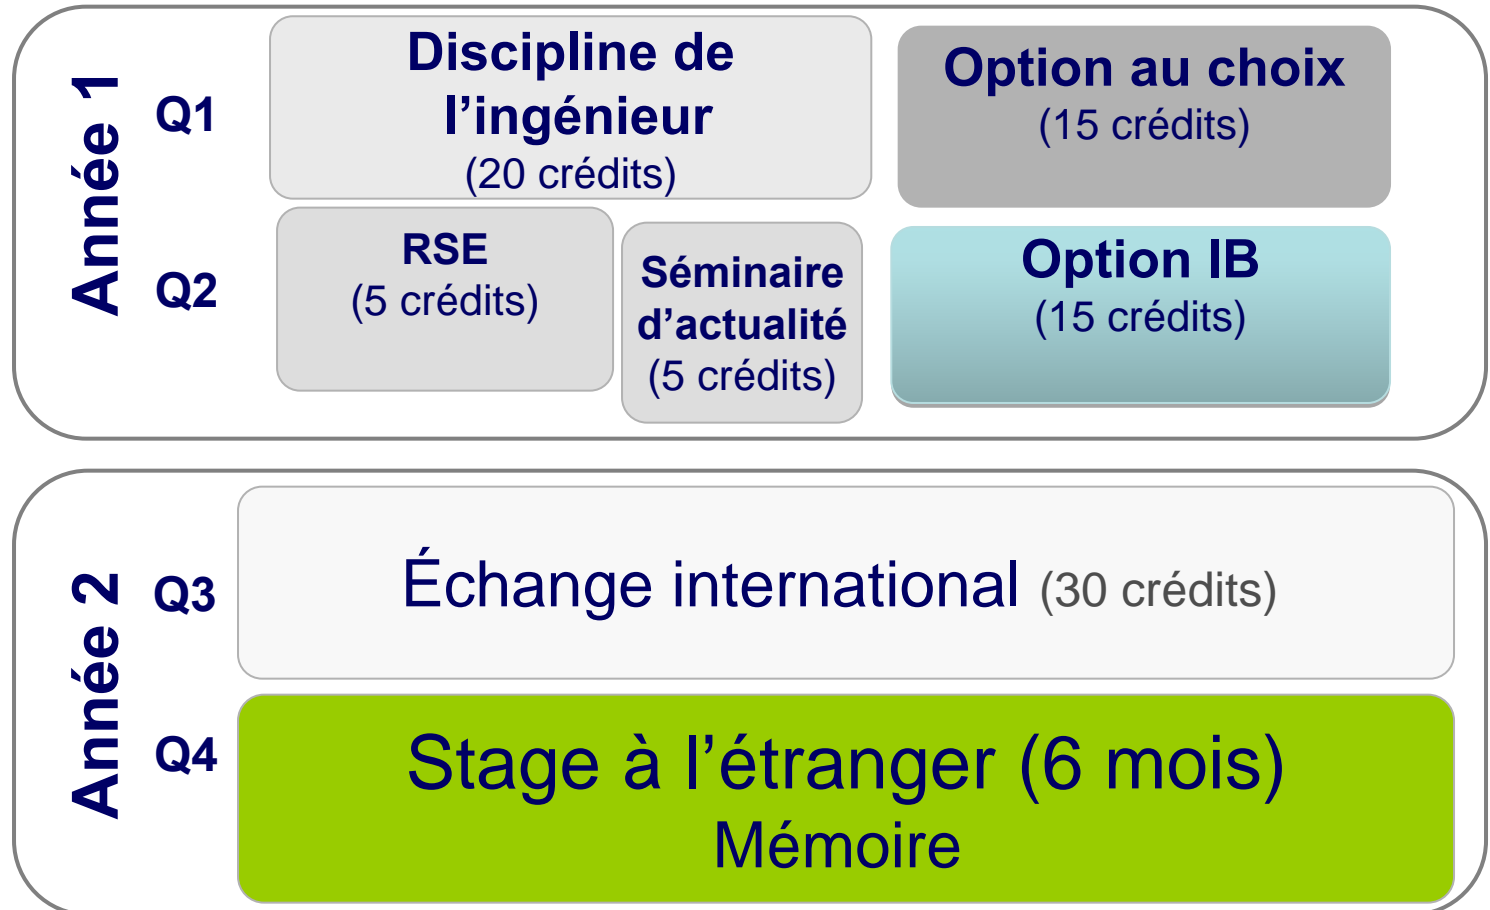 Année 1
Q1
Discipline de
l’ingénieur
(20 crédits)
Option au choix
(15 crédits)
Q2
RSE
(5 crédits)
Séminaire
d’actualité
(5 crédits)
Option IB
(15 crédits)
Année 2
Q3
Échange international (30 crédits)
Q4
Stage à l’étranger (6 mois)
Mémoire